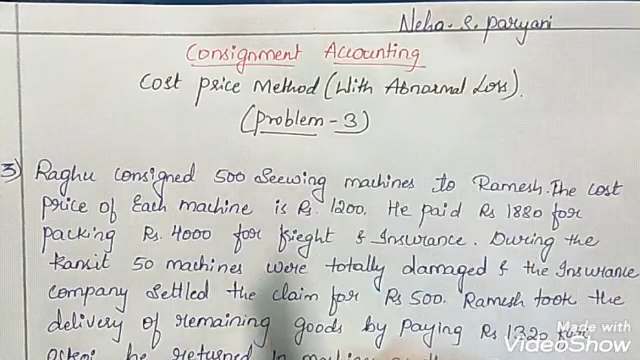 Neha. S. paryani
Consignment Accounting
Cost price Method (With Abnormal Loss).
(Problem - 3)
3) Raghu consigned 500 Seewing machines to Ramesh. The cost
price of Each machine is Rs. 1200. He paid Rs 1880 for
packing Rs. 4000 for frieght & Insurance. During the
transit 50 machines were totally damaged & the Insurance
company settled the claim for Rs 500. Ramesh took the
delivery of remaining goods by paying Rs 1320 for
he returned
Made with
VideoShow